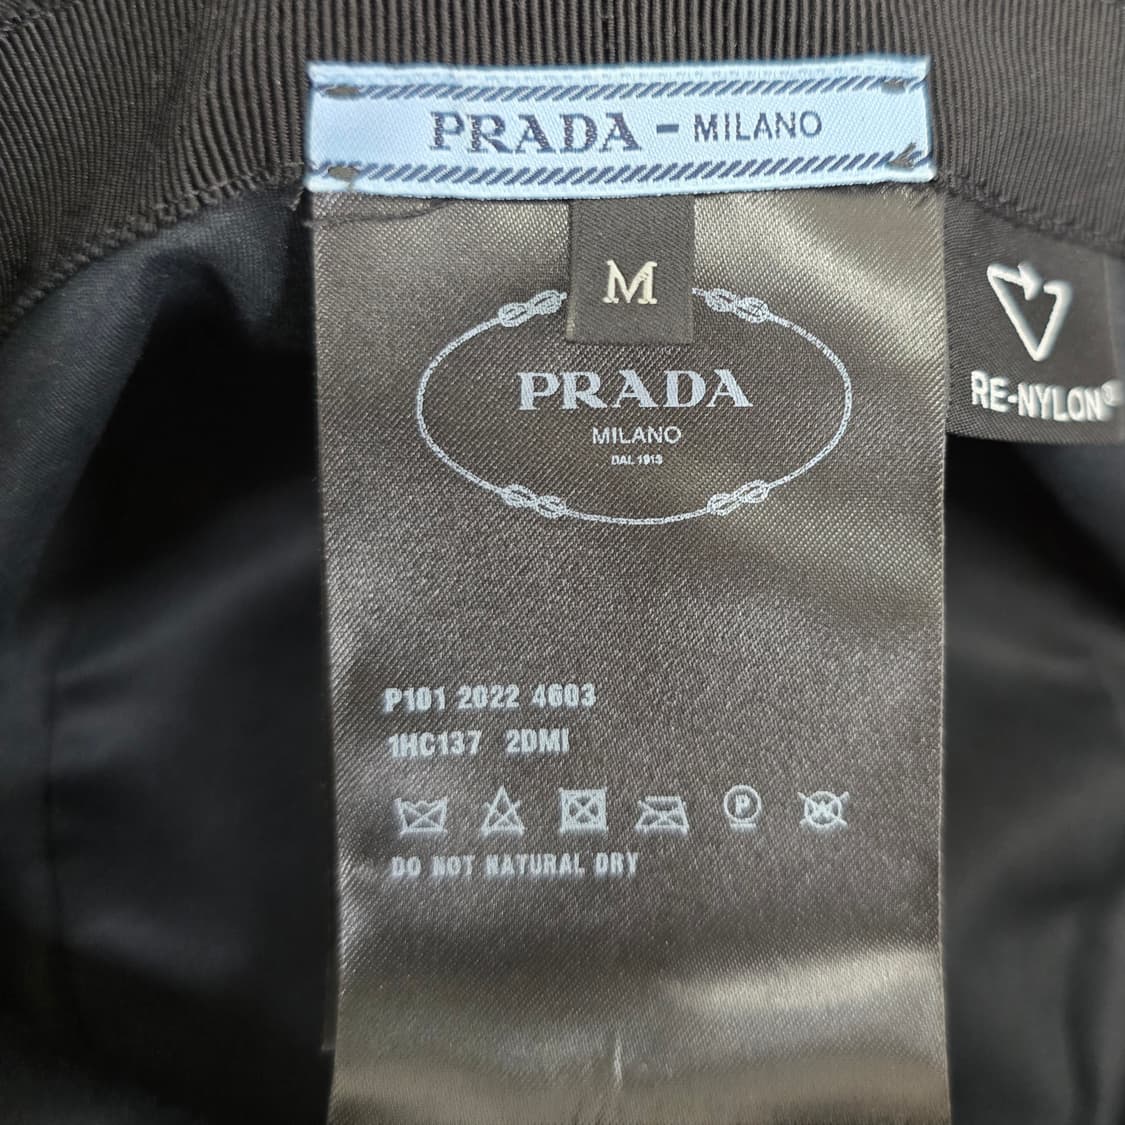 PRADA - MILANO
M
PRADA
MILANO
DAL 1913
RE-NYLON®
P101 2022 4603
1HC137 2DMI
P
DO NOT NATURAL DRY